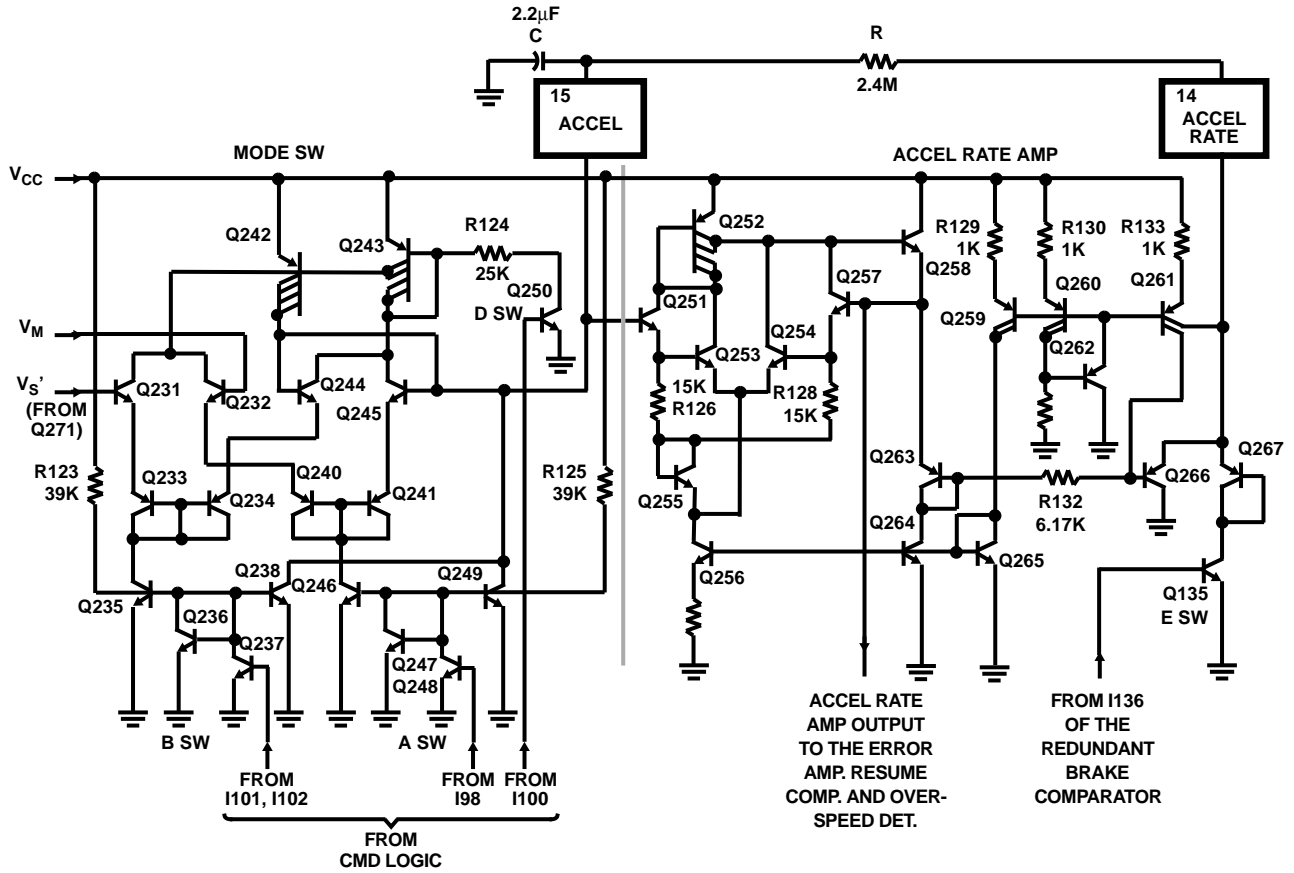 2.2μF
C
R
2.4M
15
ACCEL
14
ACCEL
RATE
MODE SW
ACCEL RATE AMP
VCC
Q242
Q243
R124
25K
Q250
D SW
Q252
Q251
Q257
Q258
R129
1K
R130
1K
R133
1K
Q260
Q261
Q259
Q262
VM
VS'
(FROM
Q271)
Q231
Q232
Q244
Q245
Q253
Q254
15K
R126
R128
15K
R123
39K
Q233
Q234
Q240
Q241
R125
39K
Q255
Q263
Q264
R132
6.17K
Q266
Q267
Q235
Q236
Q237
Q238
Q246
Q249
Q247
Q248
Q256
Q265
Q135
E SW
B SW
A SW
FROM
I101, I102
FROM
I98
FROM
I100
FROM
CMD LOGIC
ACCEL RATE
AMP OUTPUT
TO THE ERROR
AMP. RESUME
COMP. AND OVER-
SPEED DET.
FROM I136
OF THE
REDUNDANT
BRAKE
COMPARATOR